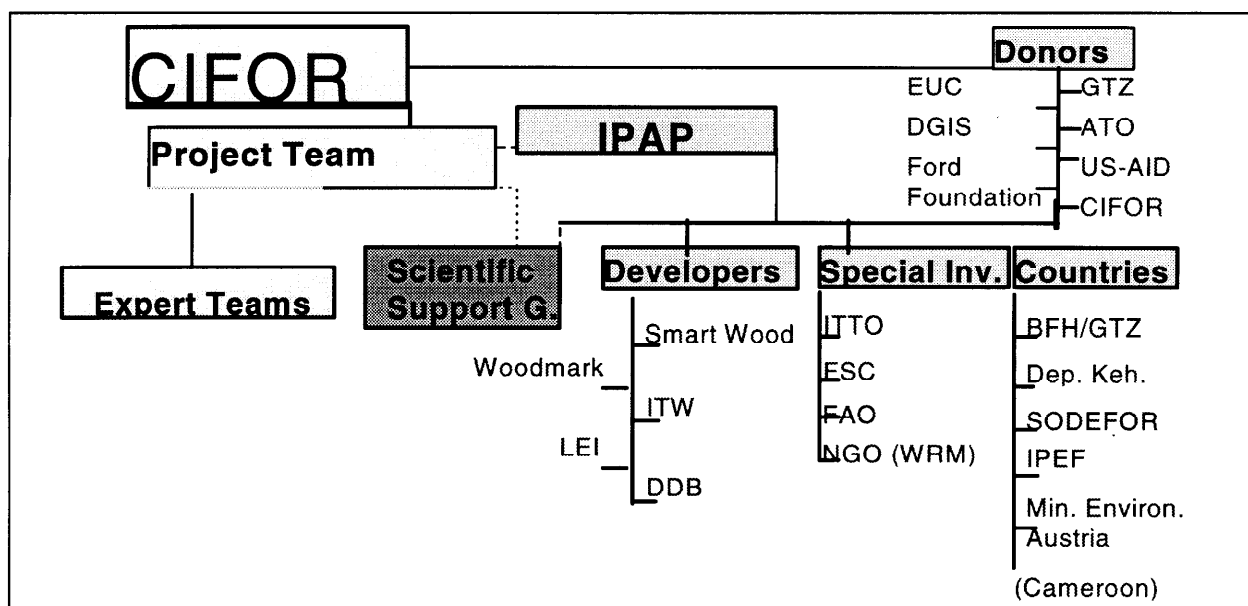 CIFOR
Donors
EUC
GTZ
DGIS
ATO
Ford
Foundation
US-AID
CIFOR
Project Team
IPAP
Expert Teams
Scientific
Support G.
Developers
Smart Wood
Woodmark
ITW
LEI
DDB
Special Inv.
ITTO
ESC
FAO
NGO (WRM)
Countries
BFH/GTZ
Dep. Keh.
SODEFOR
IPEF
Min. Environ.
Austria
(Cameroon)